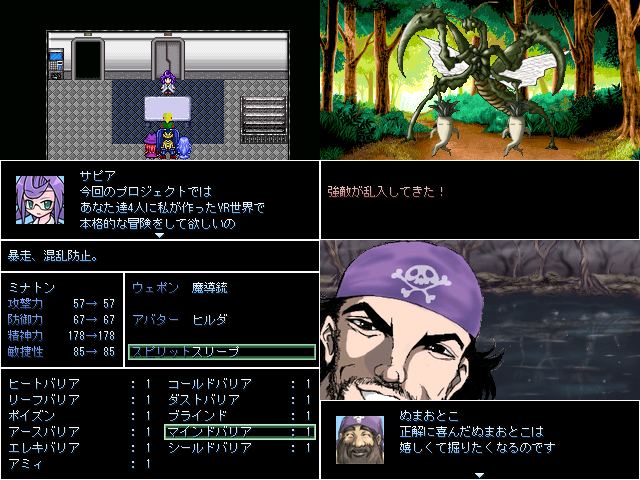 サビア
今回のプロジェクトでは
あなた達4人に私が作ったVR世界で
本格的な冒険をして欲しいの
強敵が乱入してきた！
暴走、混乱防止。
ミナトン
攻撃力 57→ 57
防御力 67→ 67
精神力 178→178
敏捷性 85→ 85
ウェポン 魔導銃
アバター ヒルダ
スピリットスリープ
ヒートバリア : 1 コールドバリア : 1
リーフバリア : 1 ダストバリア : 1
ポイズン : 1 ブラインド : 1
アースバリア : 1 マインドバリア : 1
エレキバリア : 1 シールドバリア : 1
アミィ : 1
ぬまおとこ
正解に喜んだぬまおとこは
嬉しくて掘りたくなるのです